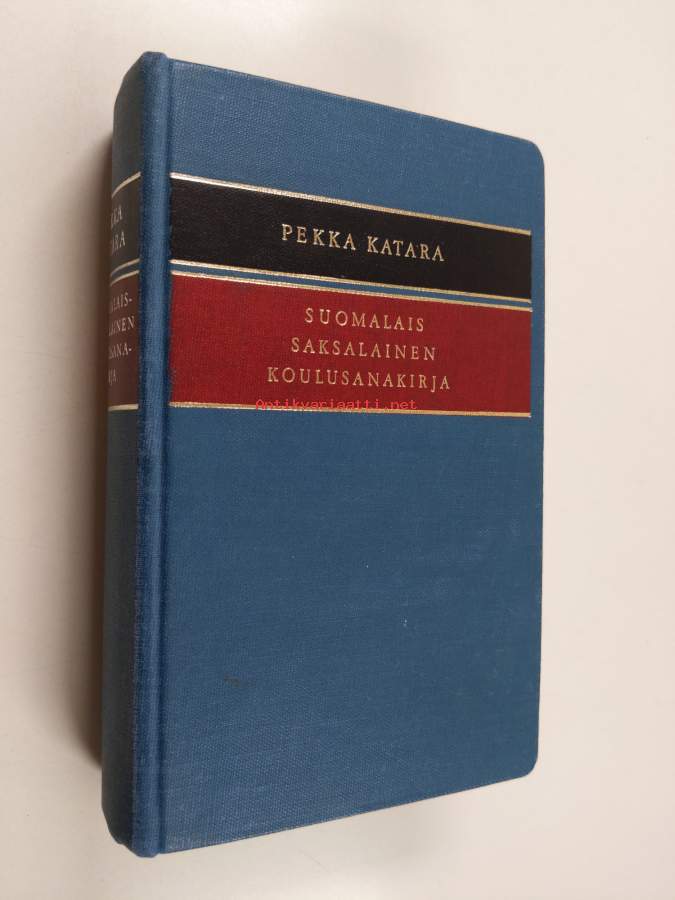 PEKKA KATARA
SUOMALAIS
SAKSALAINEN
KOULUSANAKIRJA
Antikvariaatti.net